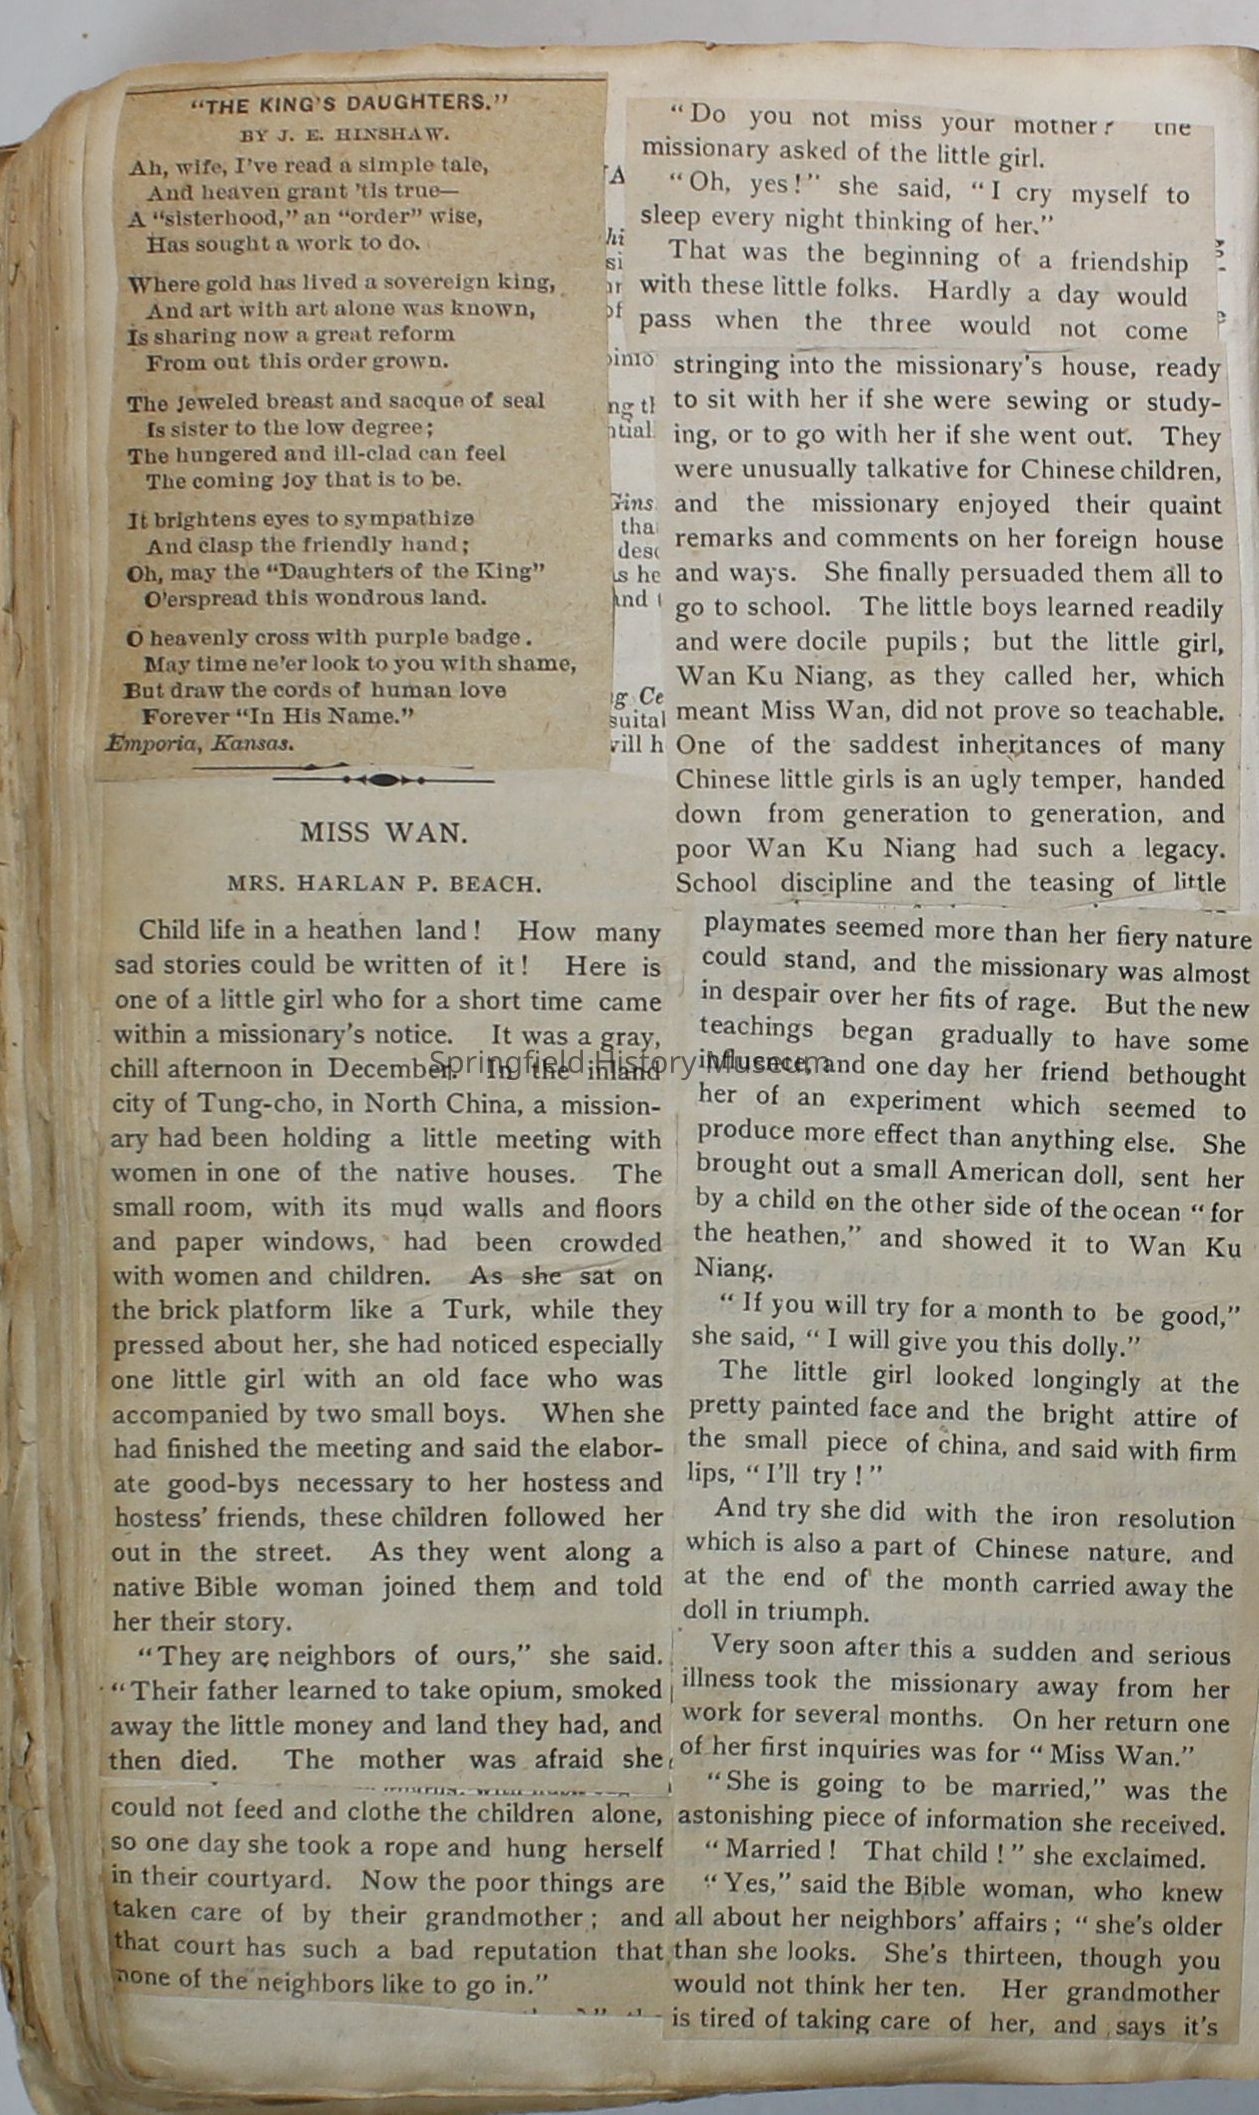 "THE KING'S DAUGHTERS."
BY J. E. HINSHAW.
Ah, wife, I've read a simple tale,
And heaven grant 'tis true—
A "sisterhood," an "order" wise,
Has sought a work to do.
Where gold has lived a sovereign king,
And art with art alone was known,
Is sharing now a great reform
From out this order grown.
The jeweled breast and sacque of seal
Is sister to the low degree;
The hungered and ill-clad can feel
The coming joy that is to be.
It brightens eyes to sympathize
And clasp the friendly hand;
Oh, may the "Daughters of the King"
O'erspread this wondrous land.
O heavenly cross with purple badge.
May time ne'er look to you with shame,
But draw the cords of human love
Forever "In His Name."
Emporia, Kansas.
MISS WAN.
MRS. HARLAN P. BEACH.
Child life in a heathen land! How many
sad stories could be written of it! Here is
one of a little girl who for a short time came
within a missionary's notice. It was a gray,
chill afternoon in December. In the inland
city of Tung-cho, in North China, a mission-
ary had been holding a little meeting with
women in one of the native houses. The
small room, with its mud walls and floors
and paper windows, had been crowded
with women and children. As she sat on
the brick platform like a Turk, while they
pressed about her, she had noticed especially
one little girl with an old face who was
accompanied by two small boys. When she
had finished the meeting and said the elabor-
ate good-bys necessary to her hostess and
hostess' friends, these children followed her
out in the street. As they went along a
native Bible woman joined them and told
her their story.
"They are neighbors of ours," she said.
"Their father learned to take opium, smoked
away the little money and land they had, and
then died. The mother was afraid she
could not feed and clothe the children alone,
so one day she took a rope and hung herself
in their courtyard. Now the poor things are
taken care of by their grandmother; and
that court has such a bad reputation that
none of the neighbors like to go in."
"Do you not miss your mother? the
missionary asked of the little girl.
"Oh, yes!" she said, "I cry myself to
sleep every night thinking of her."
That was the beginning of a friendship
with these little folks. Hardly a day would
pass when the three would not come
stringing into the missionary's house, ready
to sit with her if she were sewing or study-
ing, or to go with her if she went out. They
were unusually talkative for Chinese children,
and the missionary enjoyed their quaint
remarks and comments on her foreign house
and ways. She finally persuaded them all to
go to school. The little boys learned readily
and were docile pupils; but the little girl,
Wan Ku Niang, as they called her, which
meant Miss Wan, did not prove so teachable.
One of the saddest inheritances of many
Chinese little girls is an ugly temper, handed
down from generation to generation, and
poor Wan Ku Niang had such a legacy.
School discipline and the teasing of little
playmates seemed more than her fiery nature
could stand, and the missionary was almost
in despair over her fits of rage. But the new
teachings began gradually to have some
influence, and one day her friend bethought
her of an experiment which seemed to
produce more effect than anything else. She
brought out a small American doll, sent her
by a child on the other side of the ocean "for
the heathen," and showed it to Wan Ku
Niang.
"If you will try for a month to be good,"
she said, "I will give you this dolly."
The little girl looked longingly at the
pretty painted face and the bright attire of
the small piece of china, and said with firm
lips, "I'll try!"
And try she did with the iron resolution
which is also a part of Chinese nature, and
at the end of the month carried away the
doll in triumph.
Very soon after this a sudden and serious
illness took the missionary away from her
work for several months. On her return one
of her first inquiries was for "Miss Wan."
"She is going to be married," was the
astonishing piece of information she received.
"Married! That child!" she exclaimed.
"Yes," said the Bible woman, who knew
all about her neighbors' affairs; "she's older
than she looks. She's thirteen, though you
would not think her ten. Her grandmother
is tired of taking care of her, and says it's
Springfield History Museum